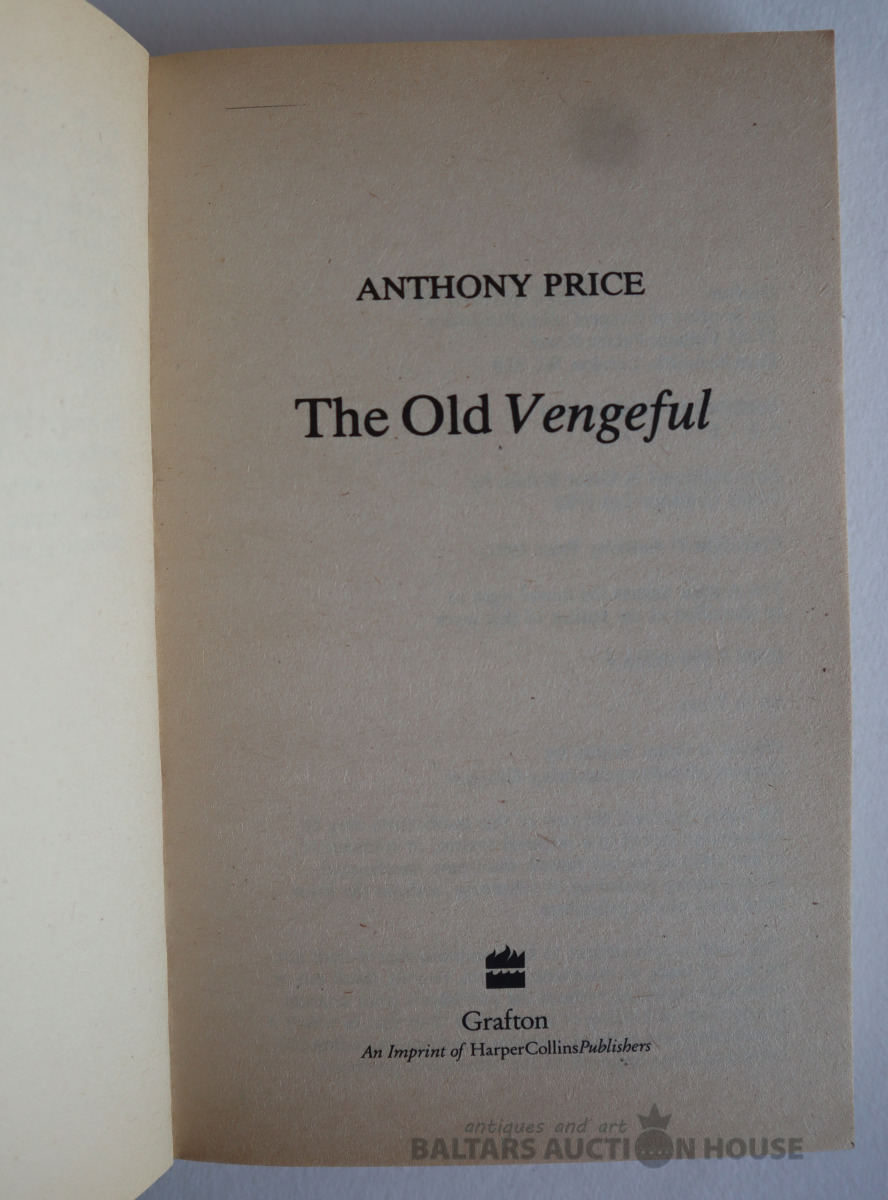 ANTHONY PRICE
The Old Vengeful
Grafton
An Imprint of HarperCollinsPublishers
antiques and art
BALTARS AUCTION HOUSE